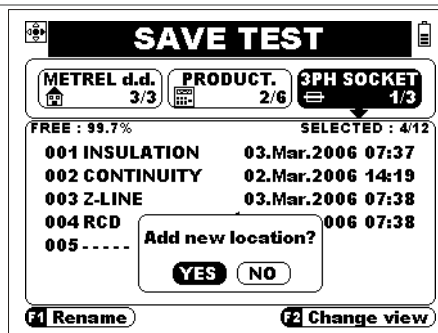 SAVE TEST
METREL d.d. PRODUCT. 3PH SOCKET
3/3 2/6 1/3
FREE : 99.7% SELECTED : 4/12
001 INSULATION 03.Mar.2006 07:37
002 CONTINUITY 02.Mar.2006 14:19
003 Z-LINE 03.Mar.2006 07:38
004 RCD 006 07:38
005 -----
Add new location?
YES NO
F1 Rename F2 Change view